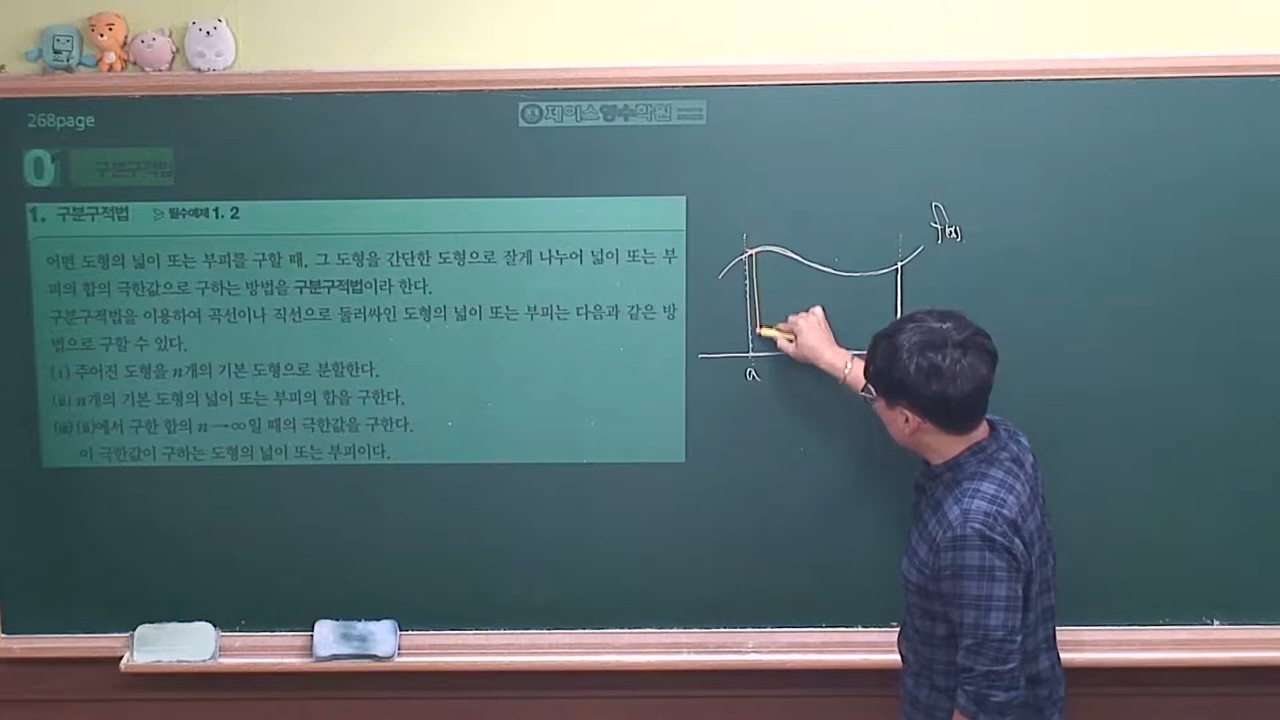 268page
제이스영수학원
01 구분구적법
1. 구분구적법 ≫ 필수예제 1, 2
어떤 도형의 넓이 또는 부피를 구할 때, 그 도형을 간단한 도형으로 잘게 나누어 넓이 또는 부
피의 합의 극한값으로 구하는 방법을 구분구적법이라 한다.
구분구적법을 이용하여 곡선이나 직선으로 둘러싸인 도형의 넓이 또는 부피는 다음과 같은 방
법으로 구할 수 있다.
(ⅰ) 주어진 도형을 n개의 기본 도형으로 분할한다.
(ⅱ) n개의 기본 도형의 넓이 또는 부피의 합을 구한다.
(ⅲ) (ⅱ)에서 구한 합의 n→∞일 때의 극한값을 구한다.
이 극한값이 구하는 도형의 넓이 또는 부피이다.
f(x)
a